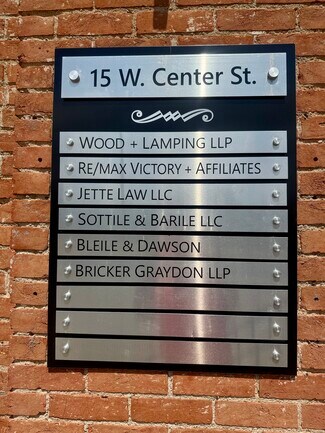 15 W. Center St.
Wood + Lamping LLP
Re/max Victory + Affiliates
Jette Law LLC
Sottile & Barile LLC
Bleile & Dawson
Bricker Graydon LLP